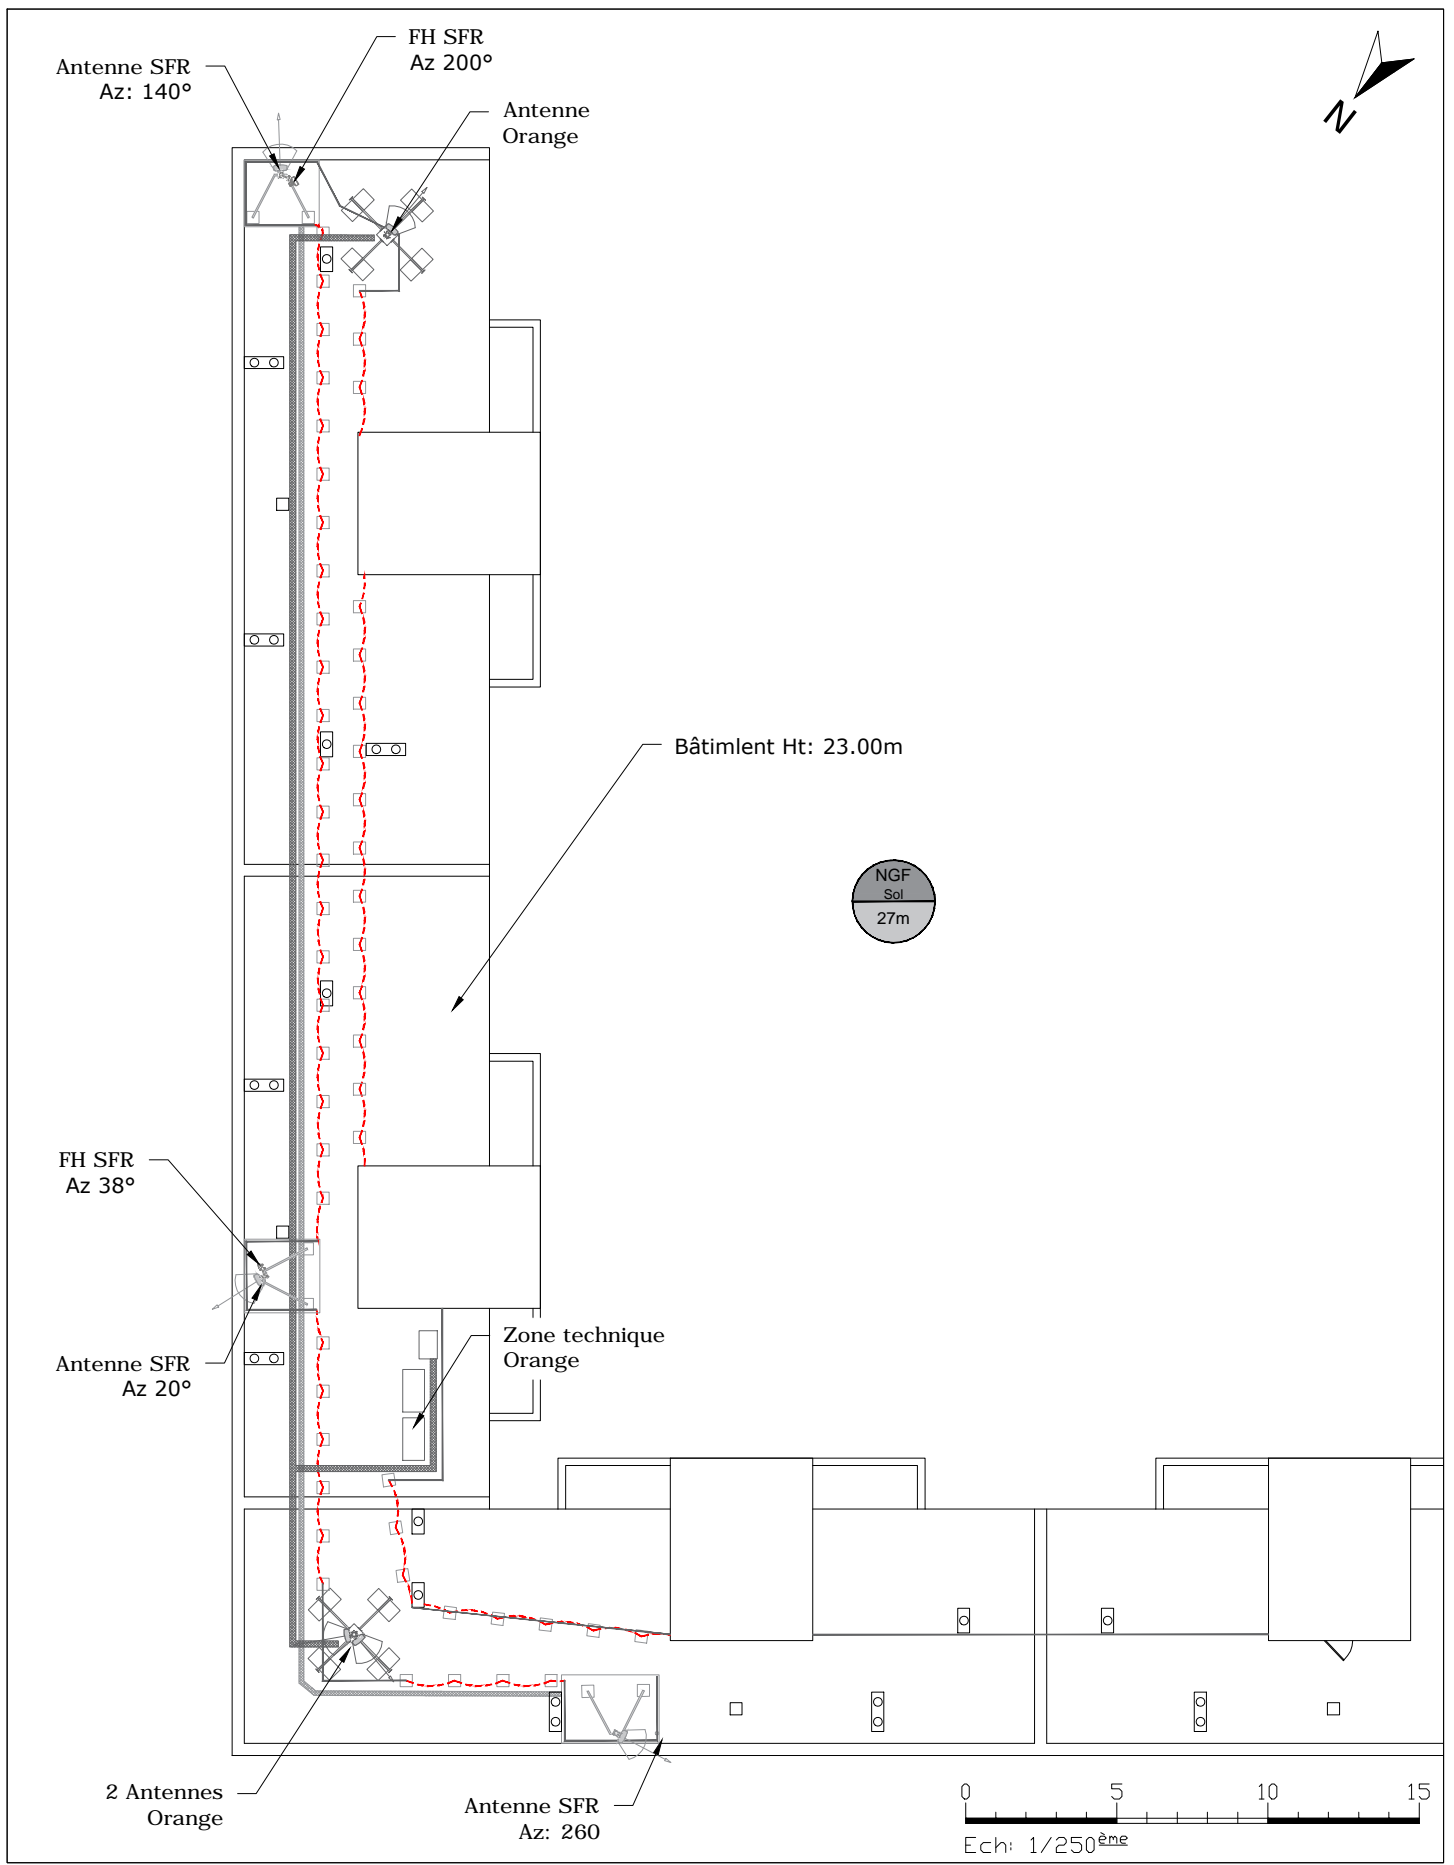 FH SFR
Az 200°
Antenne SFR
Az: 140°
Antenne
Orange
N
Bâtimlent Ht: 23.00m
NGF
Sol
27m
FH SFR
Az 38°
Zone technique
Orange
Antenne SFR
Az 20°
2 Antennes
Orange
Antenne SFR
Az: 260
0 5 10 15
Ech: 1/250ème